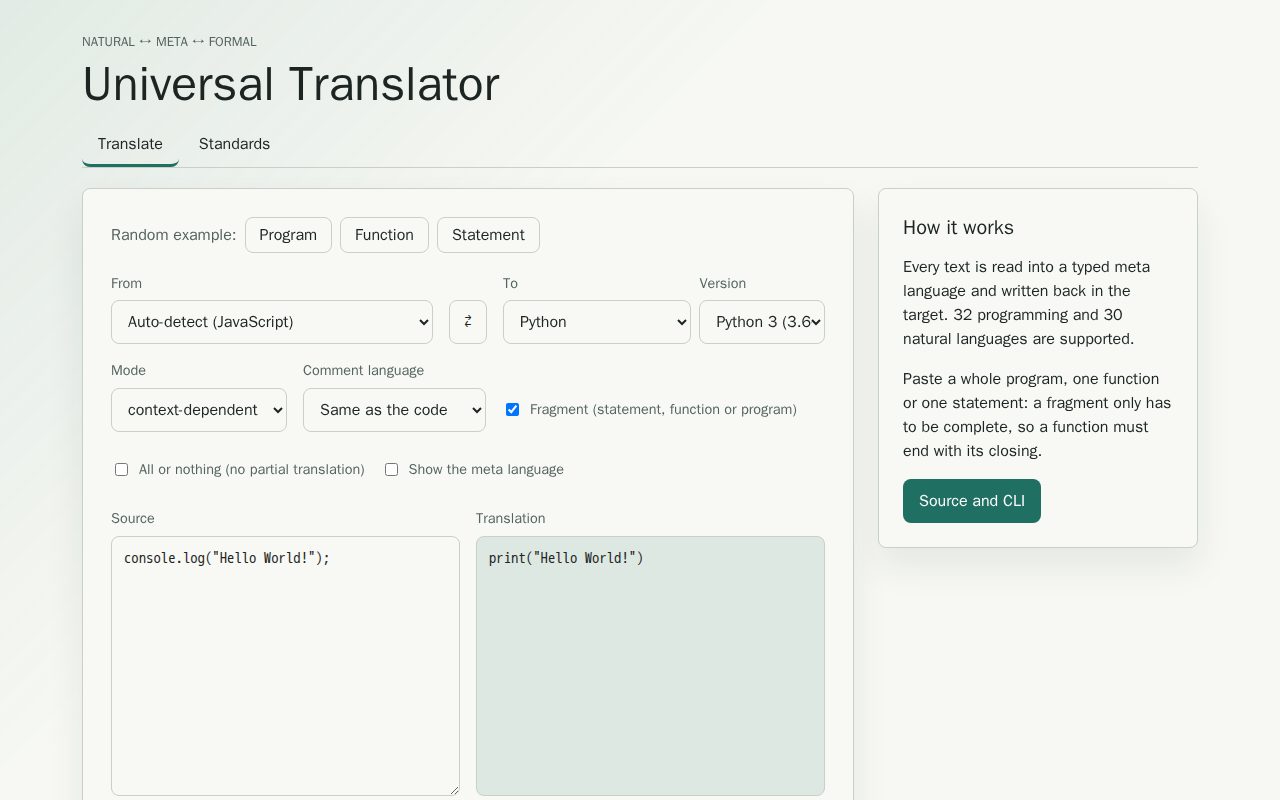 NATURAL ↔ META ↔ FORMAL
Universal Translator
Translate
Standards
Random example:
Program
Function
Statement
From
To
Version
Auto-detect (JavaScript)
Python
Python 3 (3.6
Mode
Comment language
context-dependent
Same as the code
Fragment (statement, function or program)
All or nothing (no partial translation)
Show the meta language
Source
Translation
console.log("Hello World!");
print("Hello World!")
How it works
Every text is read into a typed meta
language and written back in the
target. 32 programming and 30
natural languages are supported.
Paste a whole program, one function
or one statement: a fragment only has
to be complete, so a function must
end with its closing.
Source and CLI